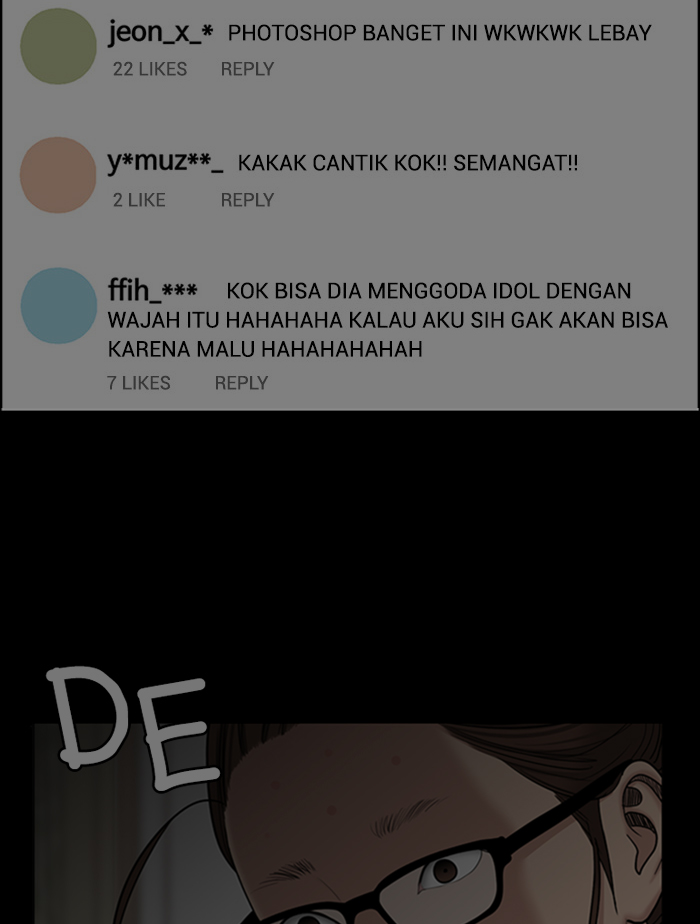 jeon_x_* PHOTOSHOP BANGET INI WKWKWK LEBAY
22 LIKES REPLY
y*muz**_ KAKAK CANTIK KOK!! SEMANGAT!!
2 LIKE REPLY
ffih_*** KOK BISA DIA MENGGODA IDOL DENGAN
WAJAH ITU HAHAHAHA KALAU AKU SIH GAK AKAN BISA
KARENA MALU HAHAHAHAHAH
7 LIKES REPLY
DE